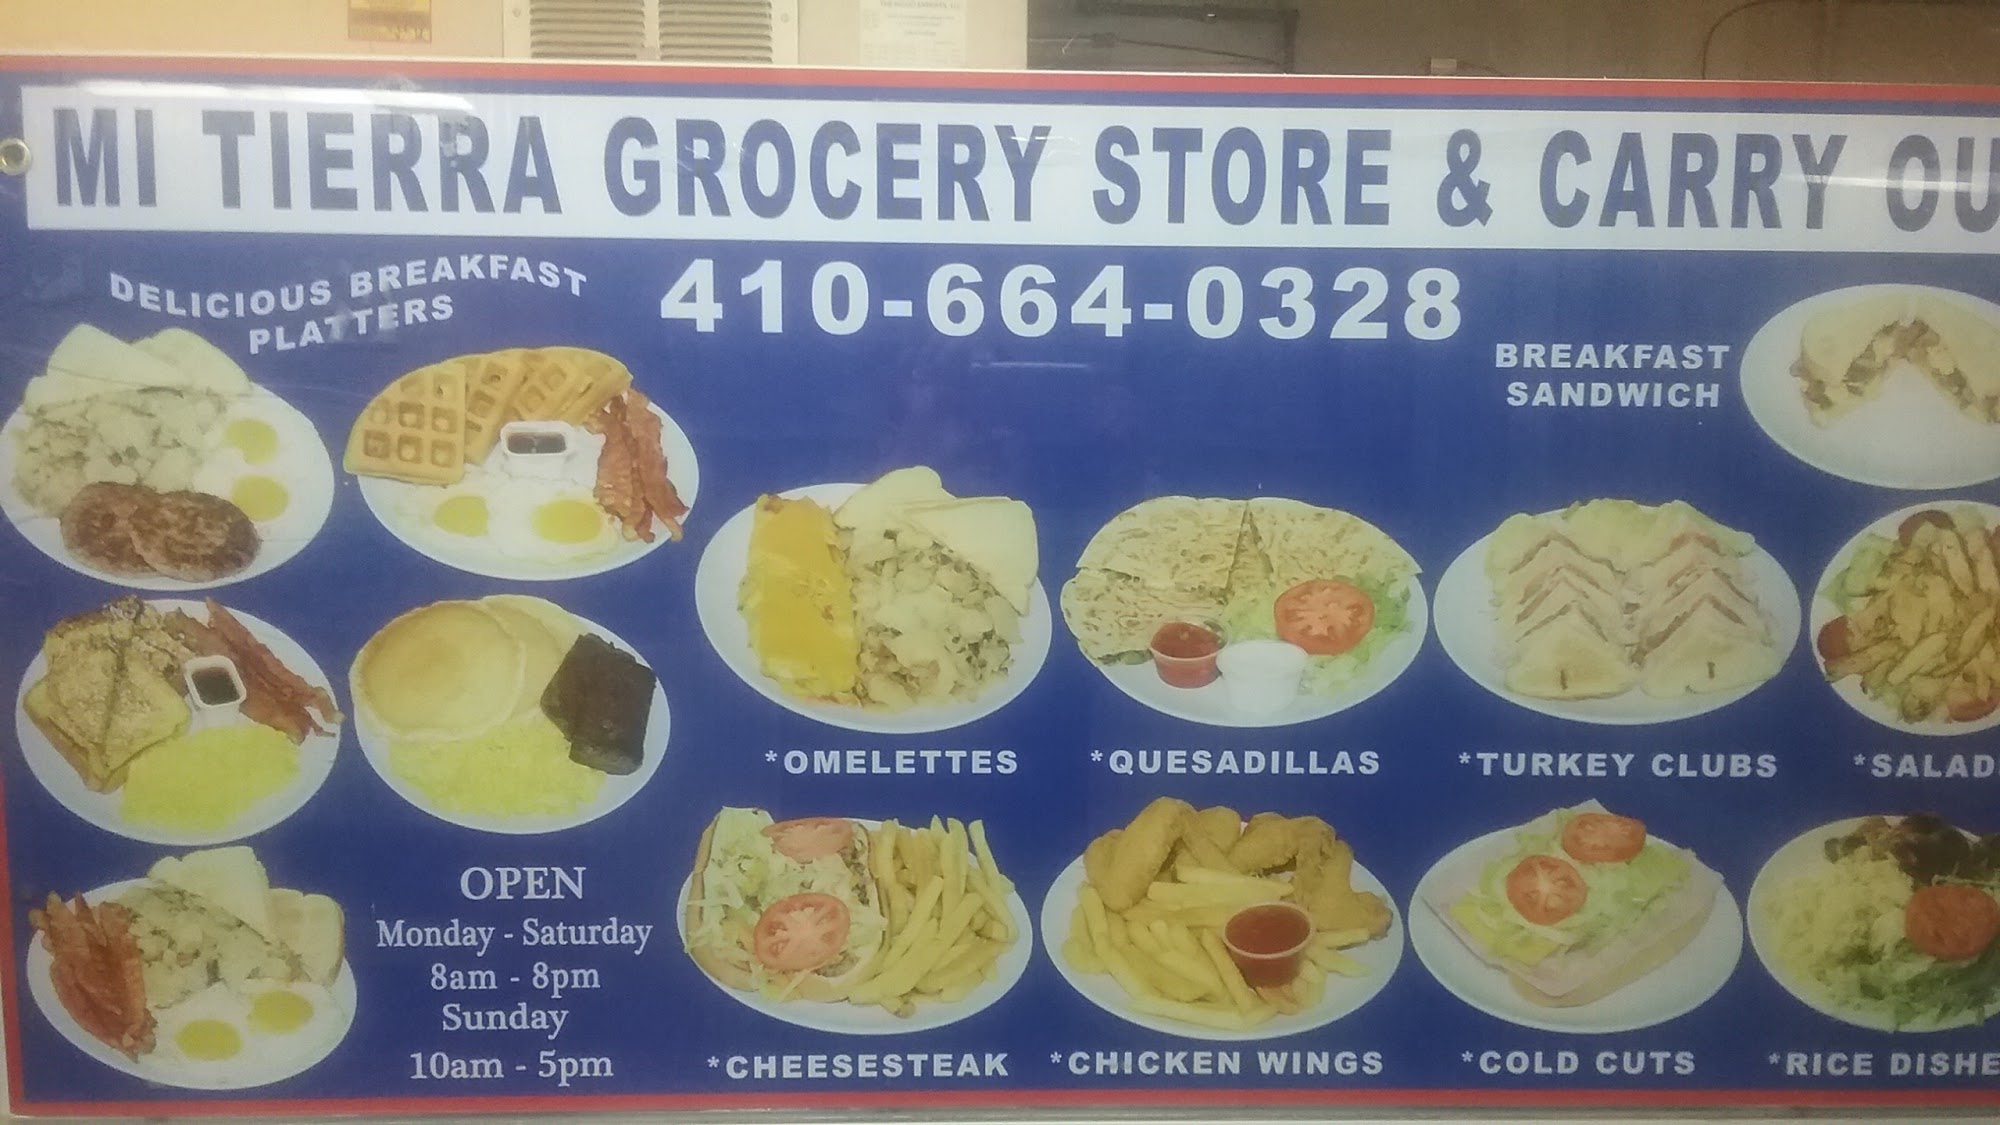 MI TIERRA GROCERY STORE & CARRY OU
410-664-0328
DELICIOUS BREAKFAST
PLATTERS
BREAKFAST
SANDWICH
*OMELETTES
*QUESADILLAS
*TURKEY CLUBS
*SALAD
OPEN
Monday - Saturday
8am - 8pm
Sunday
10am - 5pm
*CHEESESTEAK
*CHICKEN WINGS
*COLD CUTS
*RICE DISHE